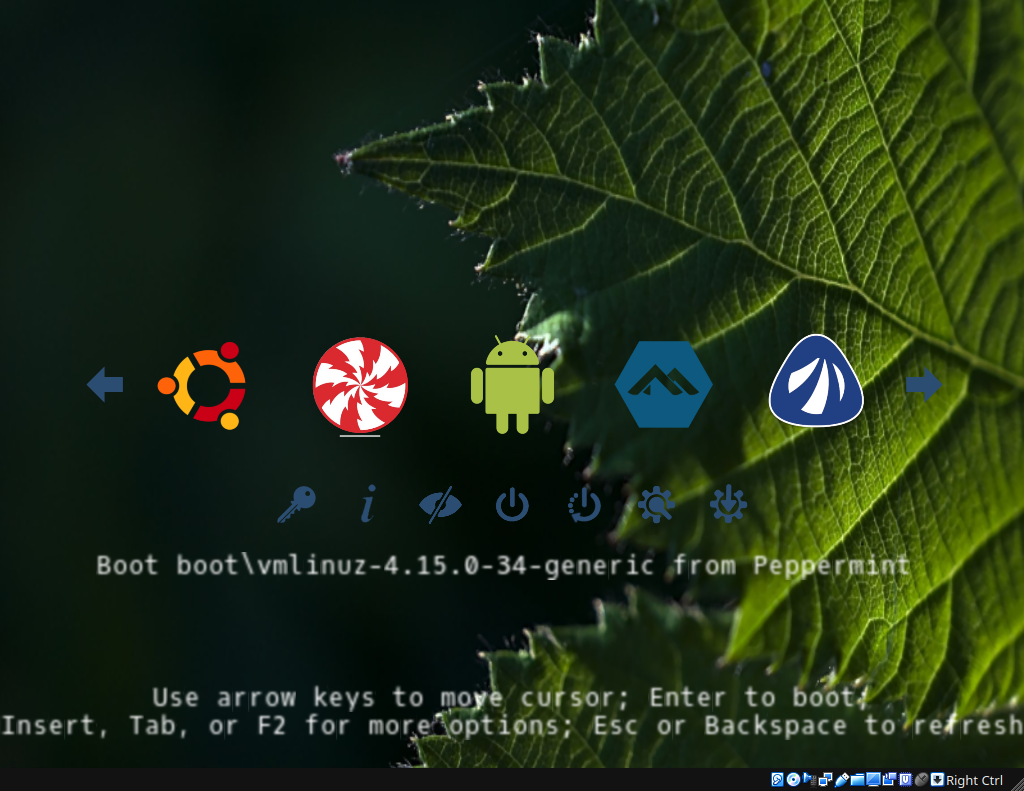 Boot boot\vmlinuz-4.15.0-34-generic from Peppermint
Use arrow keys to move cursor; Enter to boot;
Insert, Tab, or F2 for more options; Esc or Backspace to refresh
Right Ctrl